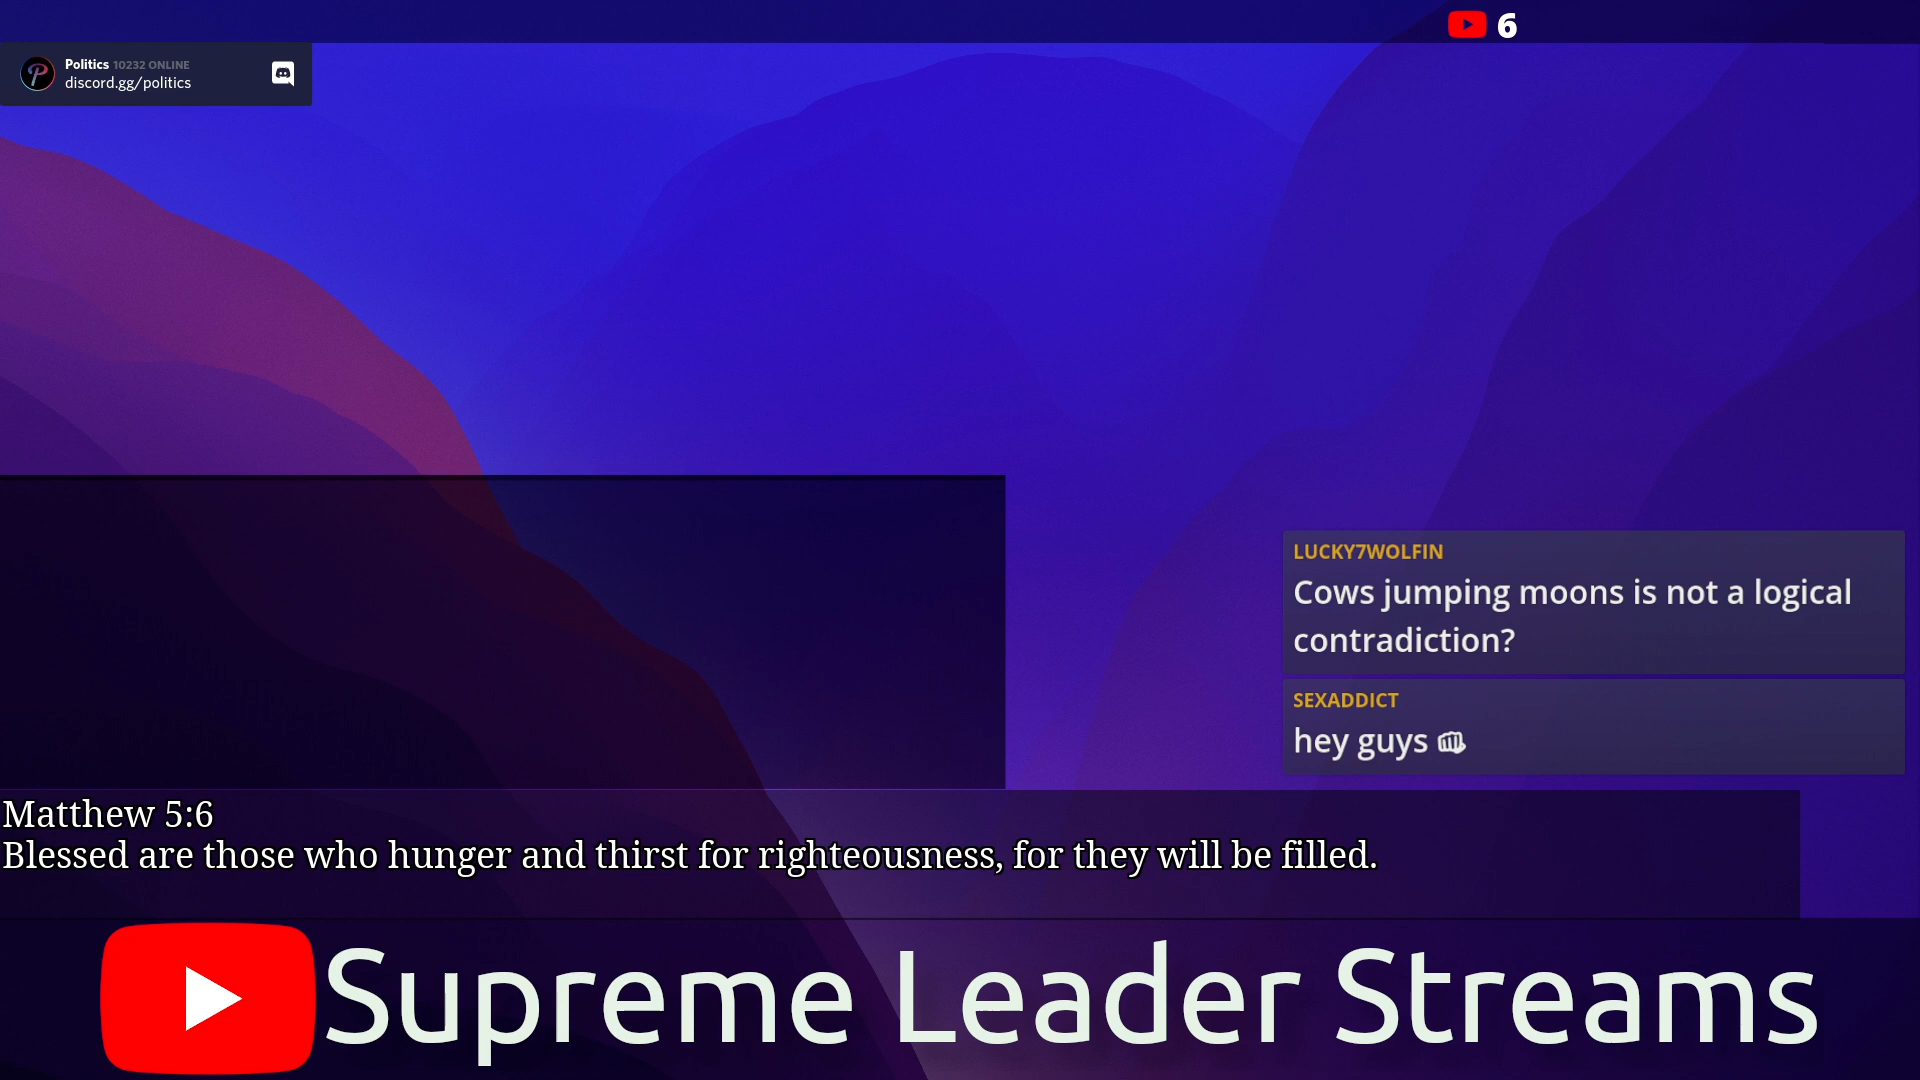 6
Politics 10232 ONLINE
discord.gg/politics
LUCKY7WOLFIN
Cows jumping moons is not a logical
contradiction?
SEXADDICT
hey guys 👊
Matthew 5:6
Blessed are those who hunger and thirst for righteousness, for they will be filled.
Supreme Leader Streams